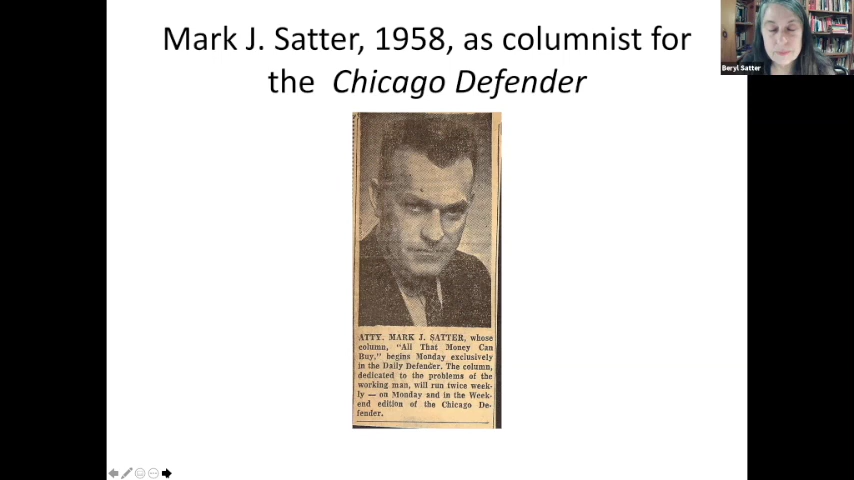 Mark J. Satter, 1958, as columnist for
the Chicago Defender
Beryl Satter
ATTY. MARK J. SATTER, whose
column, "All That Money Can
Buy," begins Monday exclusively
in the Daily Defender. The column,
dedicated to the problems of the
working man, will run twice week-
ly — on Monday and in the Week-
end edition of the Chicago De-
fender.